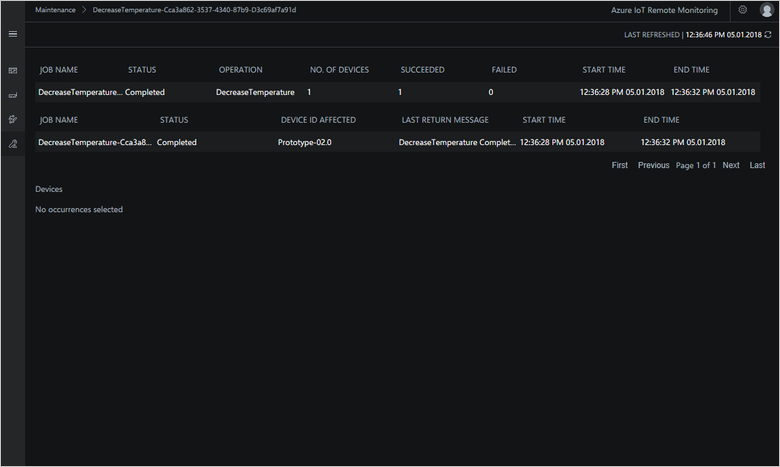 Maintenance > DecreaseTemperature-Cca3a862-3537-4340-87b9-D3c69af7a91d Azure IoT Remote Monitoring
LAST REFRESHED | 12:36:46 PM 05.01.2018
JOB NAME STATUS OPERATION NO. OF DEVICES SUCCEEDED FAILED START TIME END TIME
DecreaseTemperature... Completed DecreaseTemperature 1 1 0 12:36:28 PM 05.01.2018 12:36:32 PM 05.01.2018
JOB NAME STATUS DEVICE ID AFFECTED LAST RETURN MESSAGE START TIME END TIME
DecreaseTemperature-Cca3a8... Completed Prototype-02.0 DecreaseTemperature Complet... 12:36:28 PM 05.01.2018 12:36:32 PM 05.01.2018
First Previous Page 1 of 1 Next Last
Devices
No occurrences selected